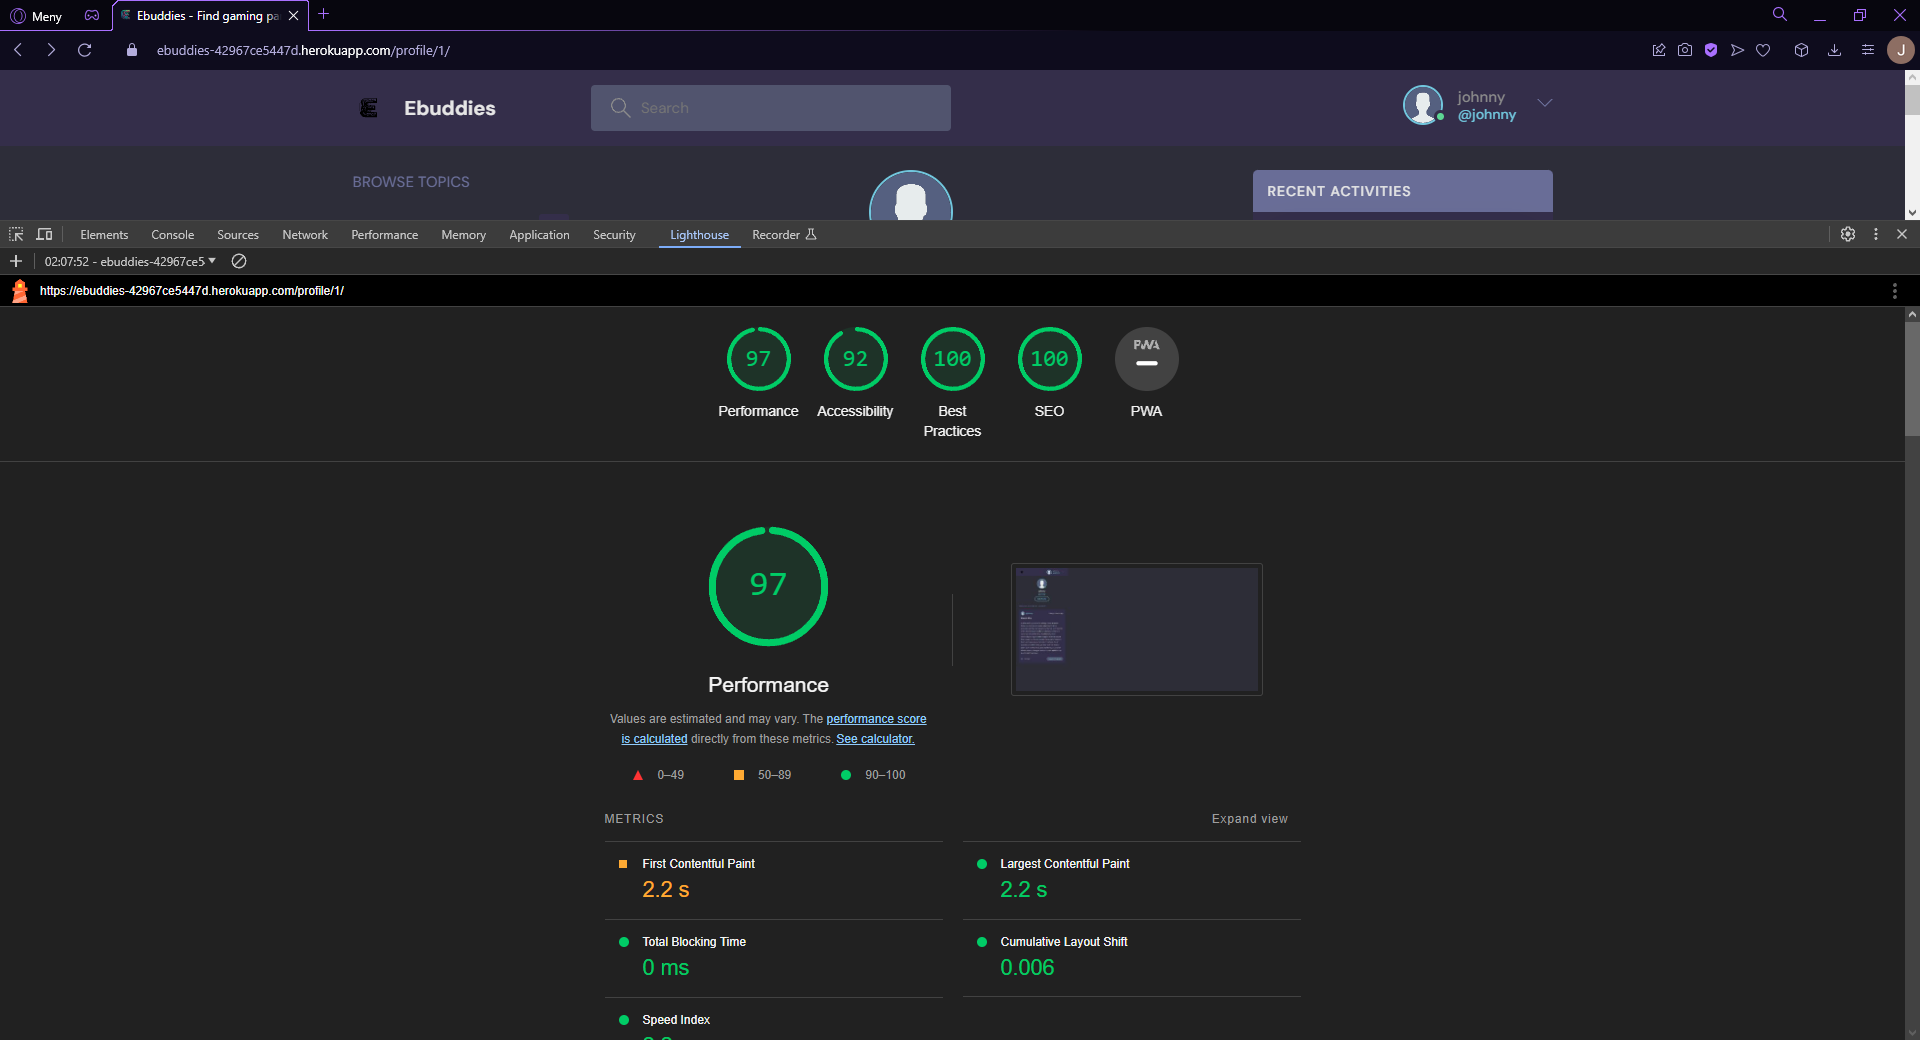 Meny
Ebuddies - Find gaming pa
ebuddies-42967ce5447d.herokuapp.com/profile/1/
J
Ebuddies
Search
johnny
@johnny
BROWSE TOPICS
RECENT ACTIVITIES
Elements Console Sources Network Performance Memory Application Security Lighthouse Recorder
02:07:52 - ebuddies-42967ce5
https://ebuddies-42967ce5447d.herokuapp.com/profile/1/
97 92 100 100 PWA
Performance Accessibility Best Practices SEO PWA
97
Performance
Values are estimated and may vary. The performance score
is calculated directly from these metrics. See calculator.
0–49 50–89 90–100
METRICS Expand view
First Contentful Paint
2.2 s
Largest Contentful Paint
2.2 s
Total Blocking Time
0 ms
Cumulative Layout Shift
0.006
Speed Index